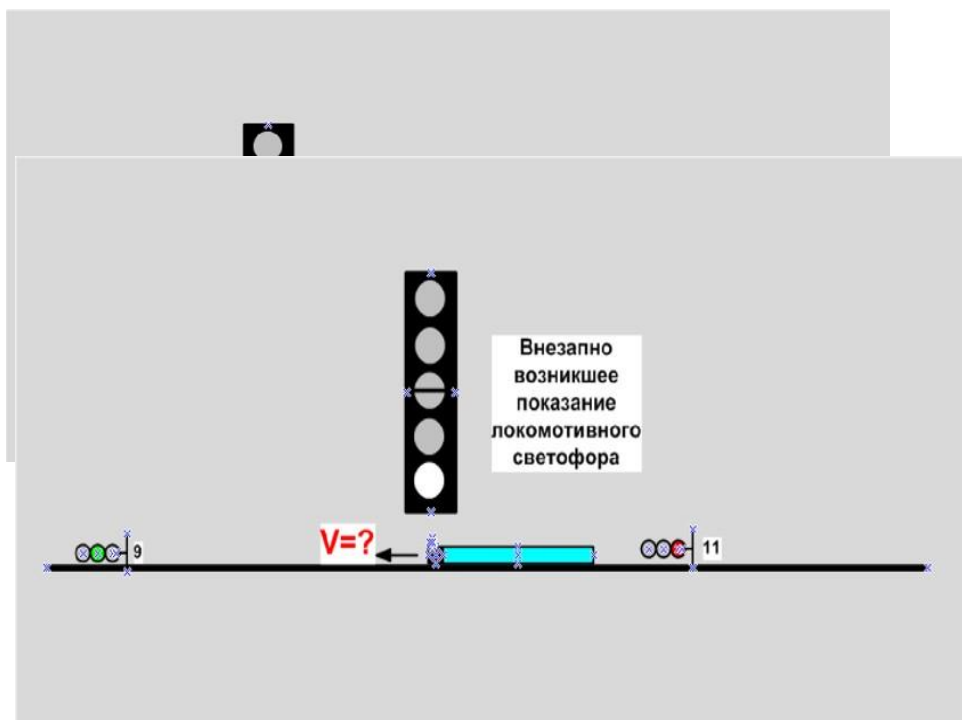 Внезапно
возникшее
показание
локомотивного
светофора
V=?
9
11